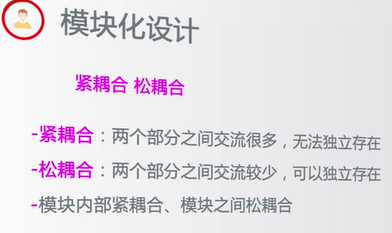 模块化设计
紧耦合 松耦合
-紧耦合：两个部分之间交流很多，无法独立存在
-松耦合：两个部分之间交流较少，可以独立存在
-模块内部紧耦合、模块之间松耦合